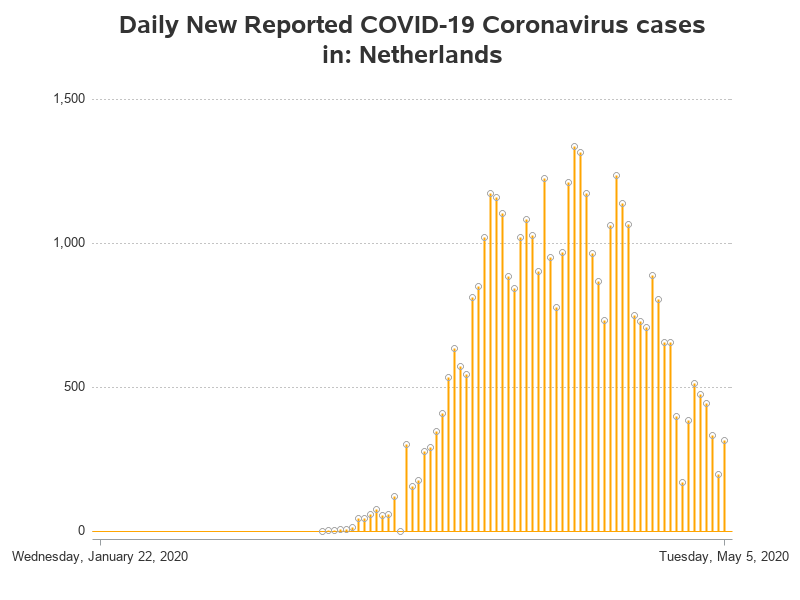 Daily New Reported COVID-19 Coronavirus cases
in: Netherlands
1,500
1,000
500
0
Wednesday, January 22, 2020
Tuesday, May 5, 2020